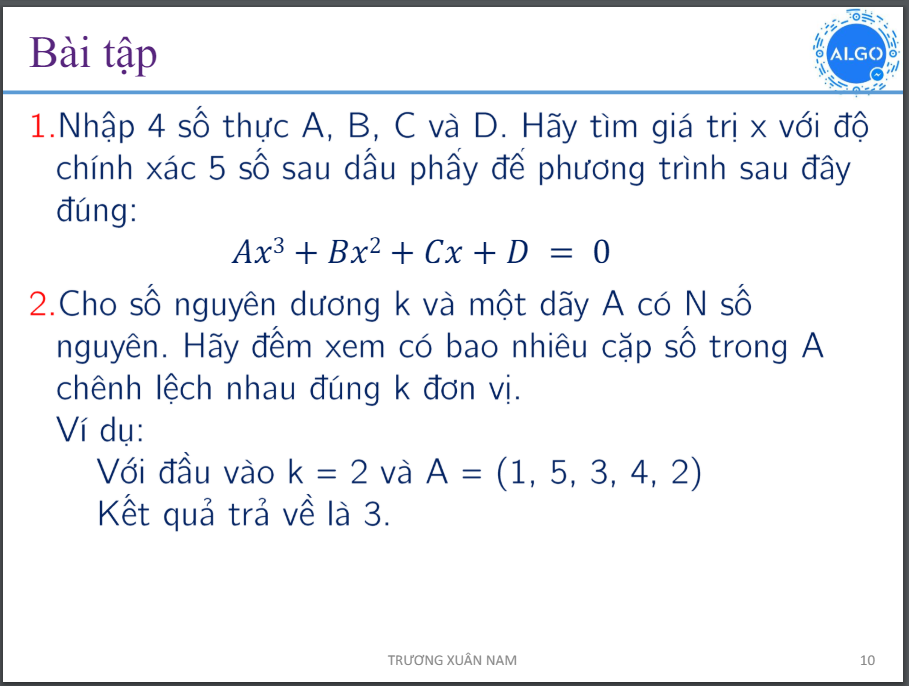 Bài tập
ALGO
1.Nhập 4 số thực A, B, C và D. Hãy tìm giá trị x với độ
chính xác 5 số sau dấu phẩy để phương trình sau đây
đúng:
Ax³ + Bx² + Cx + D = 0
2.Cho số nguyên dương k và một dãy A có N số
nguyên. Hãy đếm xem có bao nhiêu cặp số trong A
chênh lệch nhau đúng k đơn vị.
Ví dụ:
Với đầu vào k = 2 và A = (1, 5, 3, 4, 2)
Kết quả trả về là 3.
TRƯƠNG XUÂN NAM
10